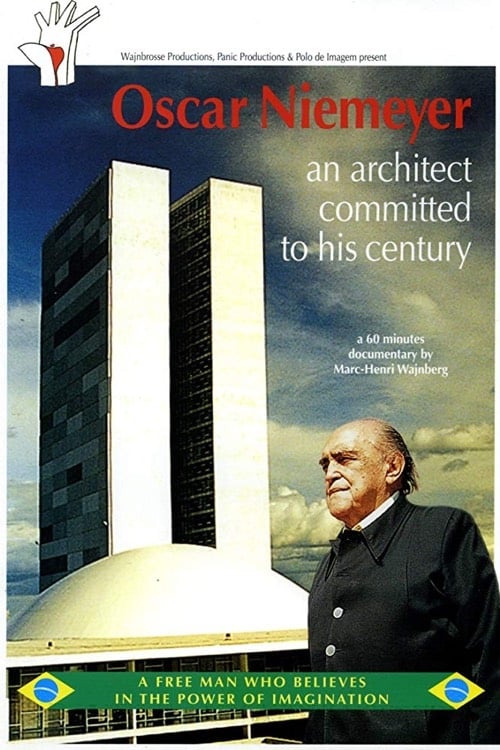 Wajnbrosse Productions, Panic Productions & Polo de Imagem present
Oscar Niemeyer
an architect
committed
to his century
a 60 minutes
documentary by
Marc-Henri Wajnberg
A FREE MAN WHO BELIEVES
IN THE POWER OF IMAGINATION